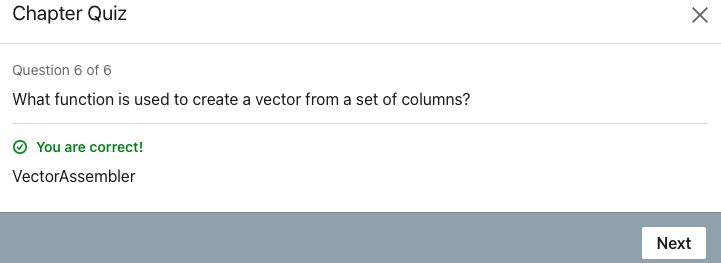 Chapter Quiz
Question 6 of 6
What function is used to create a vector from a set of columns?
You are correct!
VectorAssembler
Next